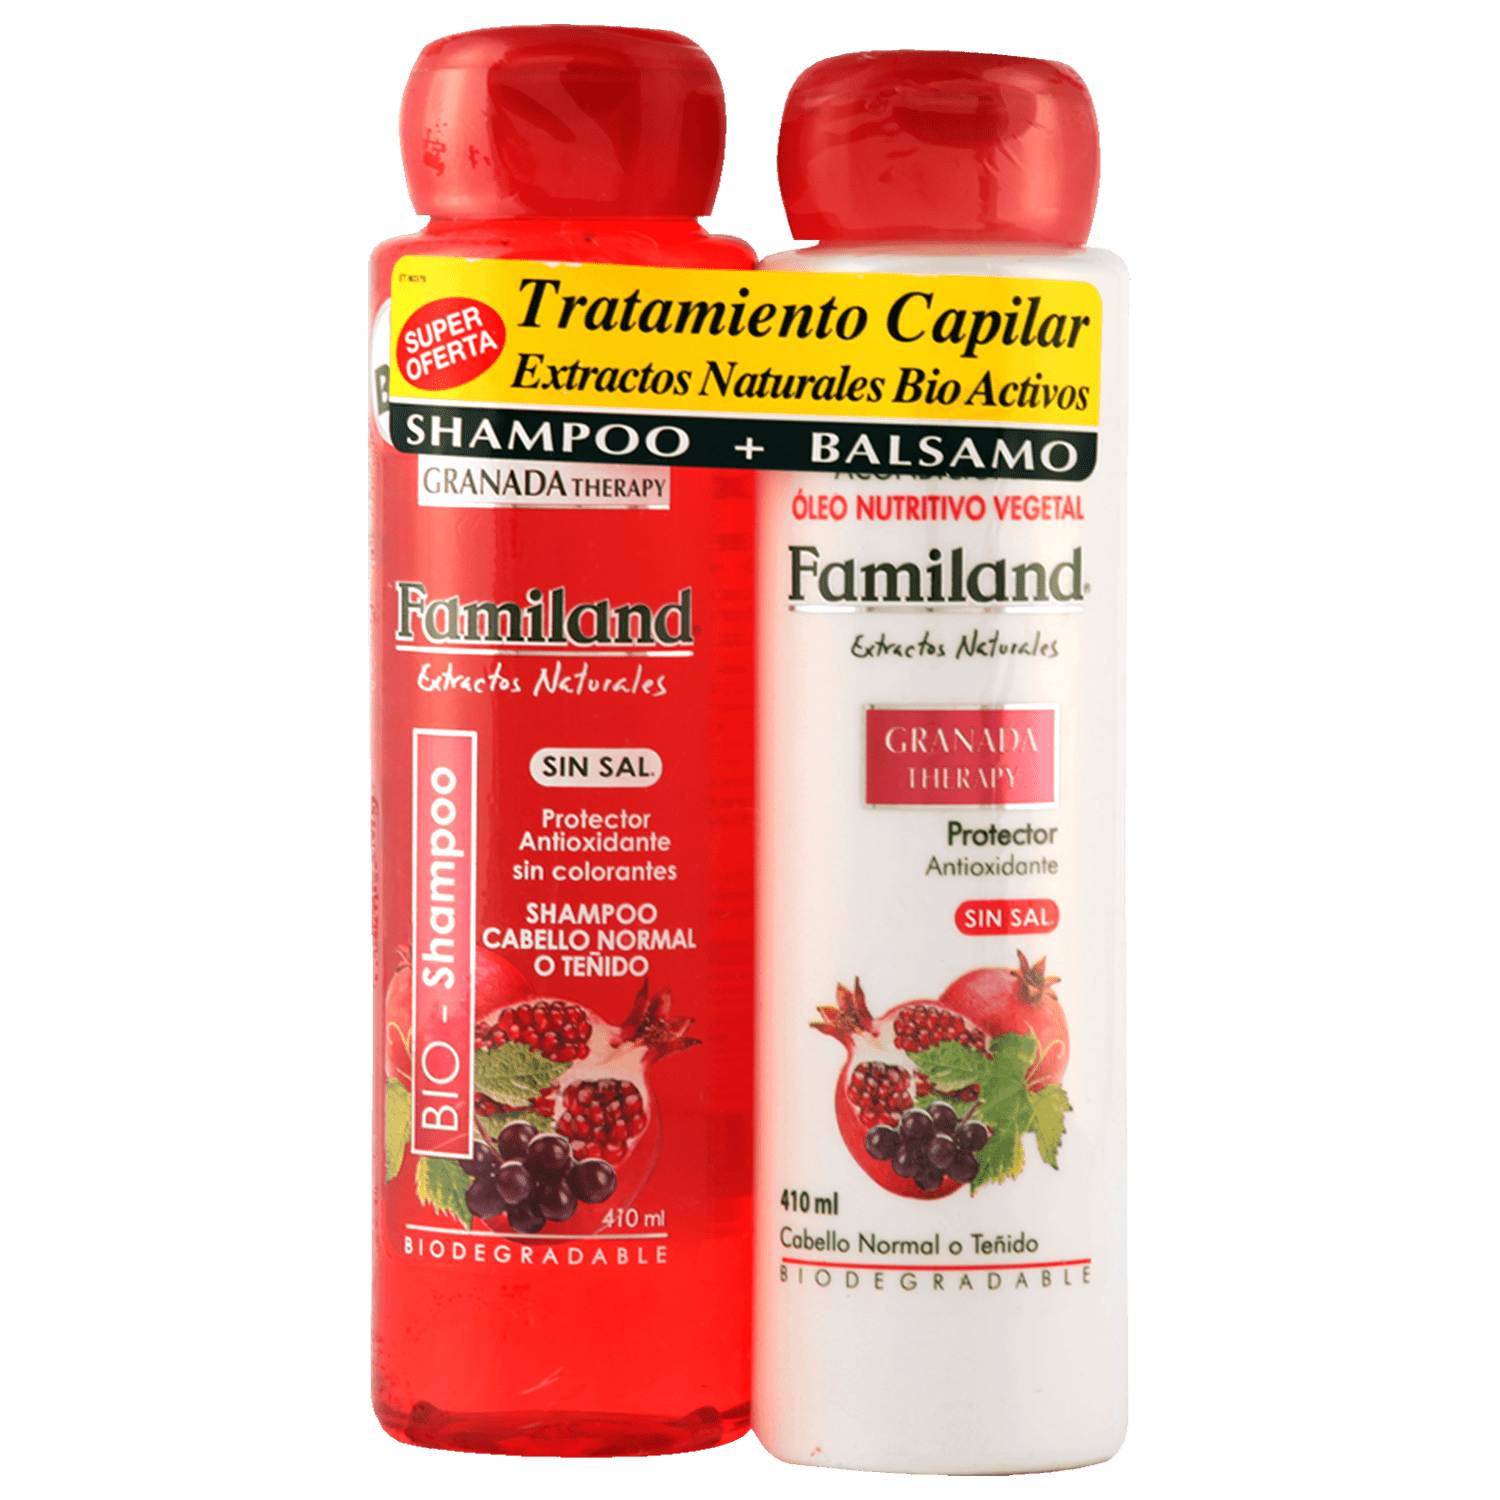 SUPER
OFERTA
Tratamiento Capilar
Extractos Naturales Bio Activos
SHAMPOO + BALSAMO
GRANADA THERAPY
Familand
Extractos Naturales
BIO - Shampoo
SIN SAL.
Protector
Antioxidante
sin colorantes
SHAMPOO
CABELLO NORMAL
O TEÑIDO
410 ml
BIODEGRADABLE
ÓLEO NUTRITIVO VEGETAL
Familand®
Extractos Naturales
GRANADA
THERAPY
Protector
Antioxidante
SIN SAL.
410 ml
Cabello Normal o Teñido
BIODEGRADABLE